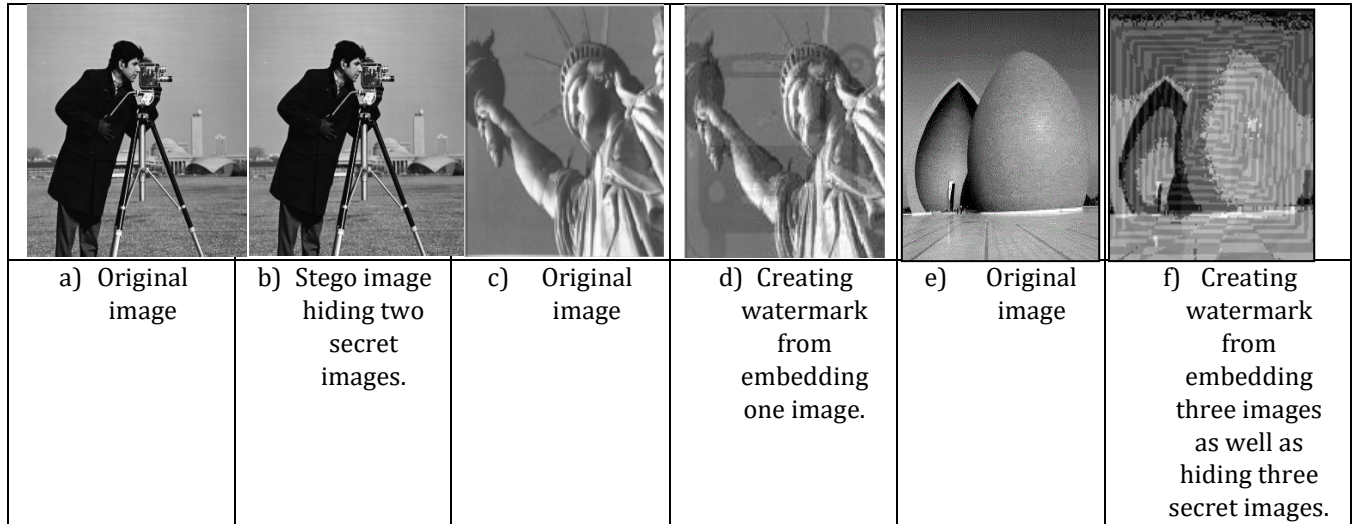 a) Original
image
b) Stego image
hiding two
secret
images.
c) Original
image
d) Creating
watermark
from
embedding
one image.
e) Original
image
f) Creating
watermark
from
embedding
three images
as well as
hiding three
secret images.